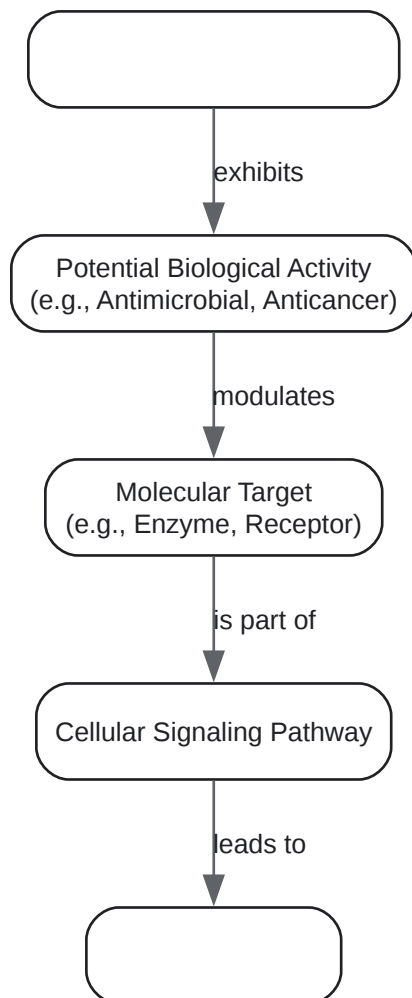 exhibits
Potential Biological Activity
(e.g., Antimicrobial, Anticancer)
modulates
Molecular Target
(e.g., Enzyme, Receptor)
is part of
Cellular Signaling Pathway
leads to